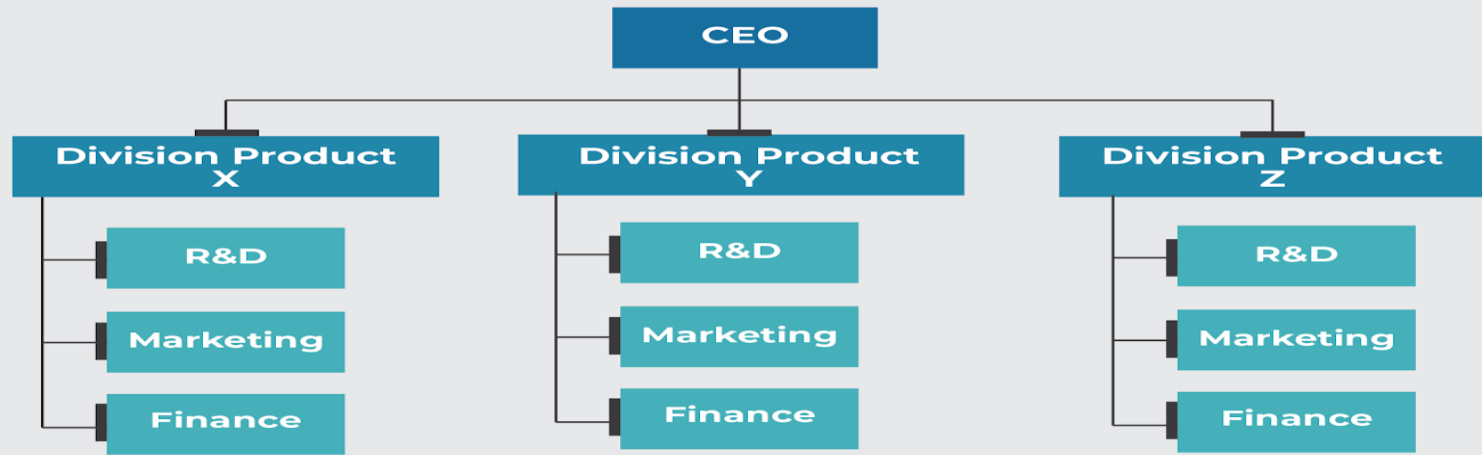 CEO
Division Product
X
R&D
Marketing
Finance
Division Product
Y
R&D
Marketing
Finance
Division Product
Z
R&D
Marketing
Finance